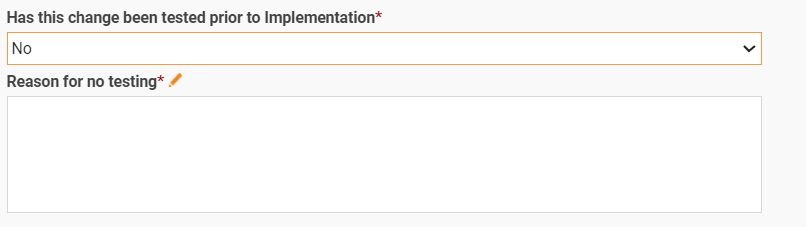 Has this change been tested prior to Implementation*
No
Reason for no testing*